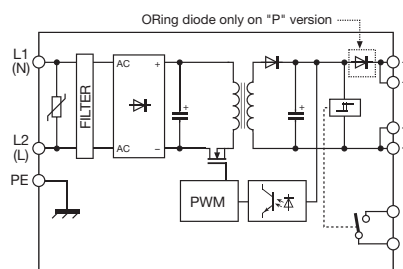 ORing diode only on "P" version
L1
(N)
FILTER
AC
+
AC
−
+
+
L2
(L)
PE
PWM